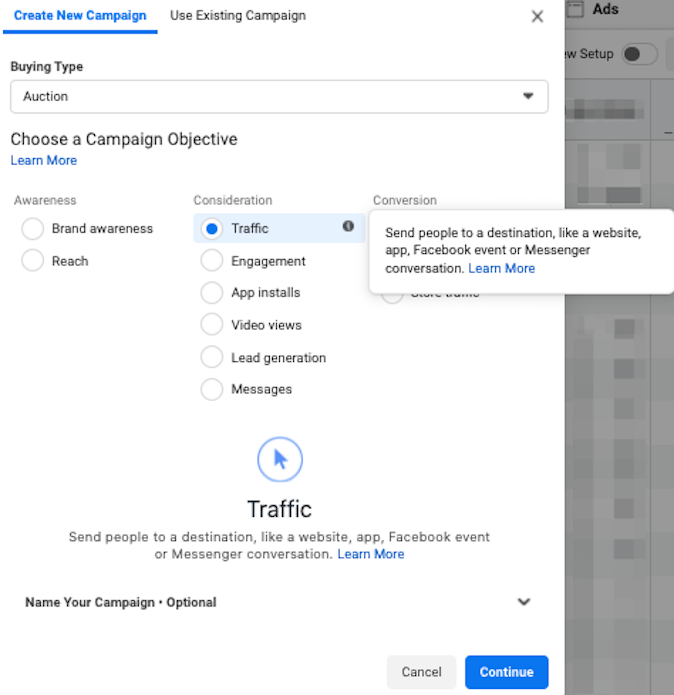 Create New Campaign
Use Existing Campaign
Ads
ew Setup
Buying Type
Auction
Choose a Campaign Objective
Learn More
Awareness
Consideration
Conversion
Brand awareness
Reach
Traffic
Engagement
App installs
Video views
Lead generation
Messages
Send people to a destination, like a website,
app, Facebook event or Messenger
conversation. Learn More
Store traffic
Traffic
Send people to a destination, like a website, app, Facebook event
or Messenger conversation. Learn More
Name Your Campaign • Optional
Cancel
Continue